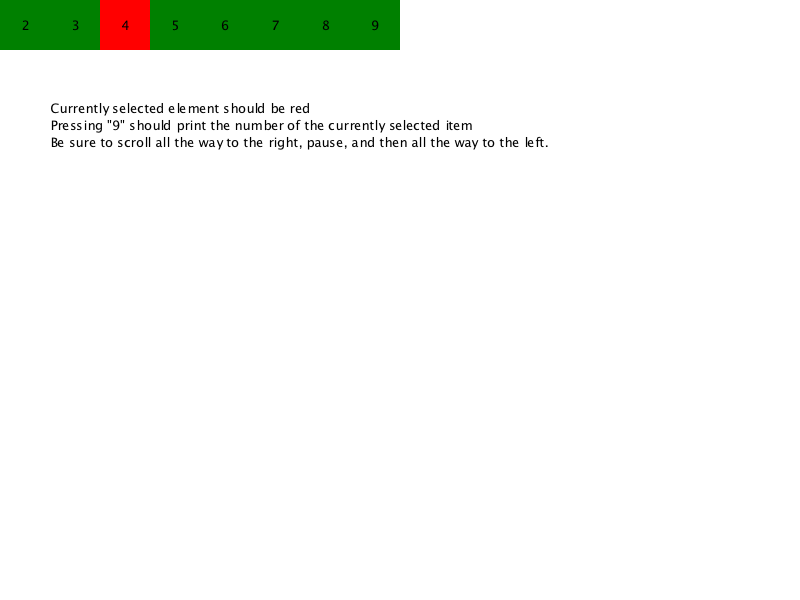 2 3 4 5 6 7 8 9
Currently selected element should be red
Pressing "9" should print the number of the currently selected item
Be sure to scroll all the way to the right, pause, and then all the way to the left.